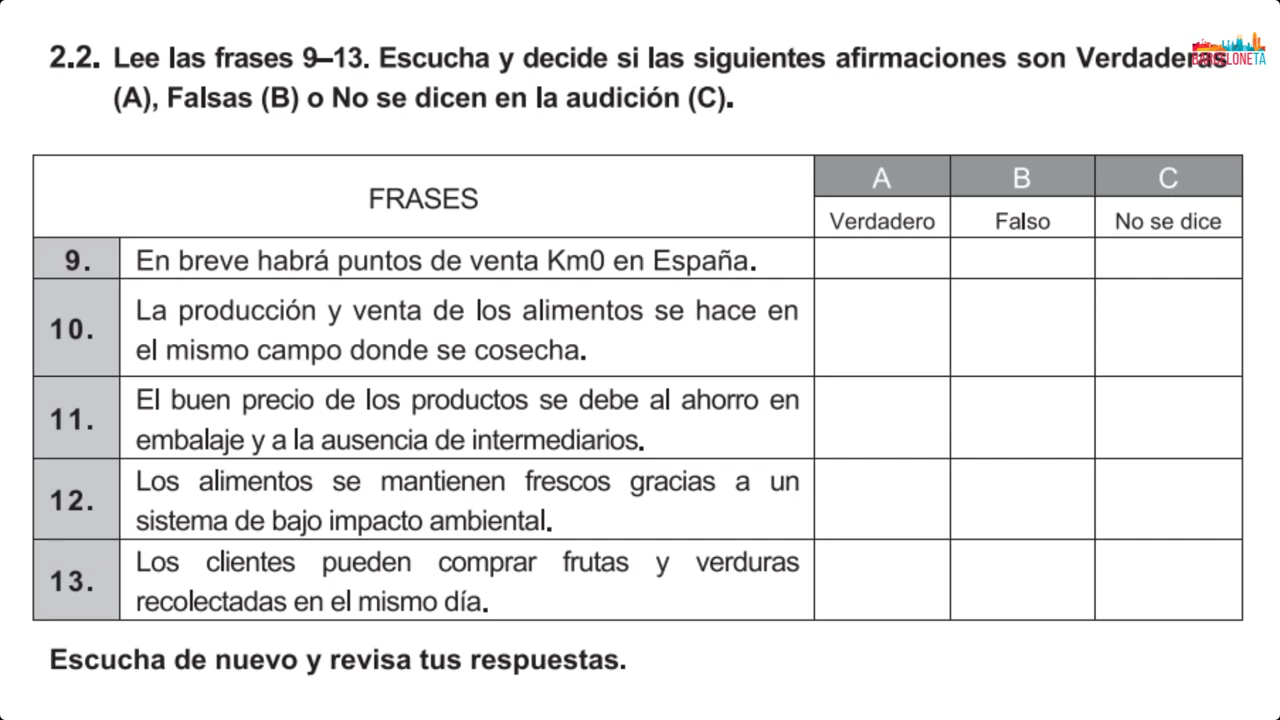 2.2. Lee las frases 9–13. Escucha y decide si las siguientes afirmaciones son Verdaderas
(A), Falsas (B) o No se dicen en la audición (C).
BARCELONETA
FRASES
A B C
Verdadero Falso No se dice
9. En breve habrá puntos de venta Km0 en España.
10. La producción y venta de los alimentos se hace en
el mismo campo donde se cosecha.
11. El buen precio de los productos se debe al ahorro en
embalaje y a la ausencia de intermediarios.
12. Los alimentos se mantienen frescos gracias a un
sistema de bajo impacto ambiental.
13. Los clientes pueden comprar frutas y verduras
recolectadas en el mismo día.
Escucha de nuevo y revisa tus respuestas.